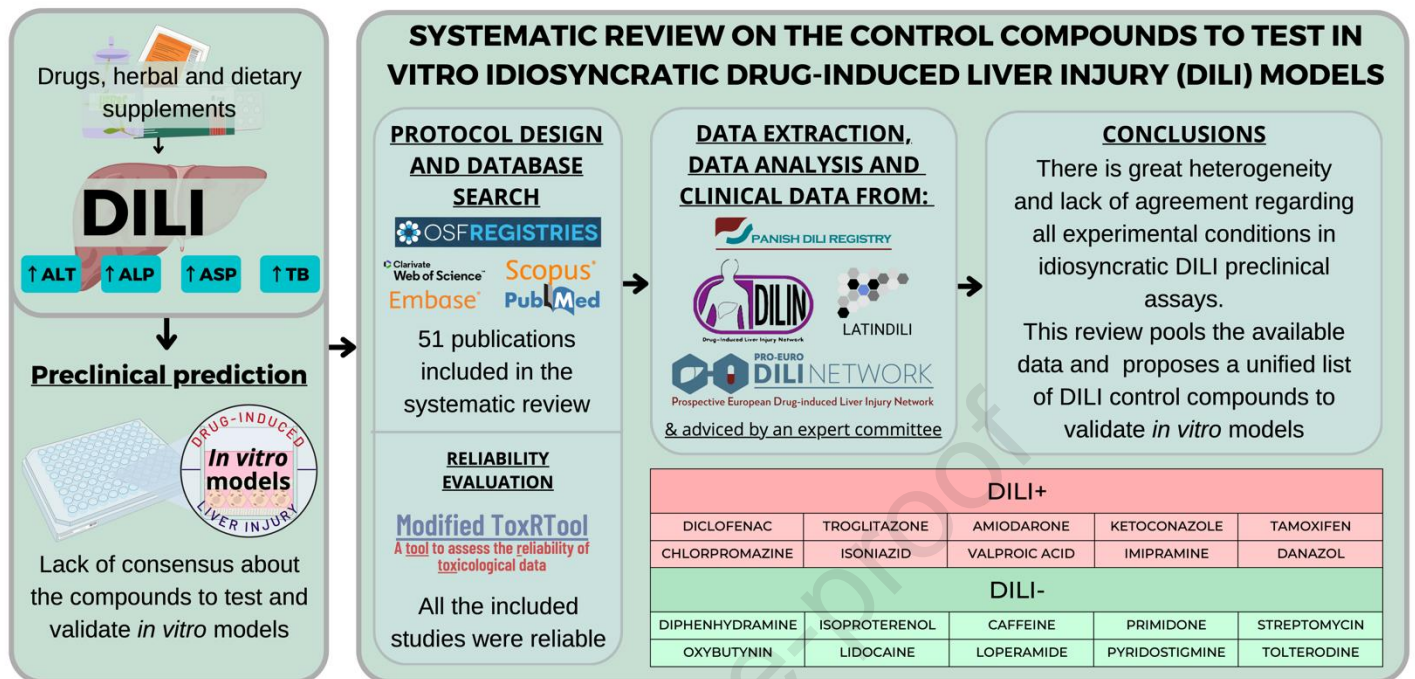 Drugs, herbal and dietary
supplements
DILI
↑ ALT
↑ ALP
↑ ASP
↑ TB
Preclinical prediction
DRUG-INDUCED
In vitro
models
LIVER INJURY
Lack of consensus about
the compounds to test and
validate in vitro models
SYSTEMATIC REVIEW ON THE CONTROL COMPOUNDS TO TEST IN
VITRO IDIOSYNCRATIC DRUG-INDUCED LIVER INJURY (DILI) MODELS
PROTOCOL DESIGN
AND DATABASE
SEARCH
OSFREGISTRIES
Clarivate
Web of Science™
Scopus®
Embase®
PubMed
51 publications
included in the
systematic review
RELIABILITY
EVALUATION
Modified ToxRTool
A tool to assess the reliability of
toxicological data
All the included
studies were reliable
DATA EXTRACTION,
DATA ANALYSIS AND
CLINICAL DATA FROM:
PANISH DILI REGISTRY
DILIN
Drug-Induced Liver Injury Network
LATINDILI
PRO-EURO
DILI NETWORK
Prospective European Drug-induced Liver Injury Network
& adviced by an expert committee
CONCLUSIONS
There is great heterogeneity
and lack of agreement regarding
all experimental conditions in
idiosyncratic DILI preclinical
assays.
This review pools the available
data and proposes a unified list
of DILI control compounds to
validate in vitro models
DILI+
DICLOFENAC TROGLITAZONE AMIODARONE KETOCONAZOLE TAMOXIFEN
CHLORPROMAZINE ISONIAZID VALPROIC ACID IMIPRAMINE DANAZOL
DILI-
DIPHENHYDRAMINE ISOPROTERENOL CAFFEINE PRIMIDONE STREPTOMYCIN
OXYBUTYNIN LIDOCAINE LOPERAMIDE PYRIDOSTIGMINE TOLTERODINE
e-proof